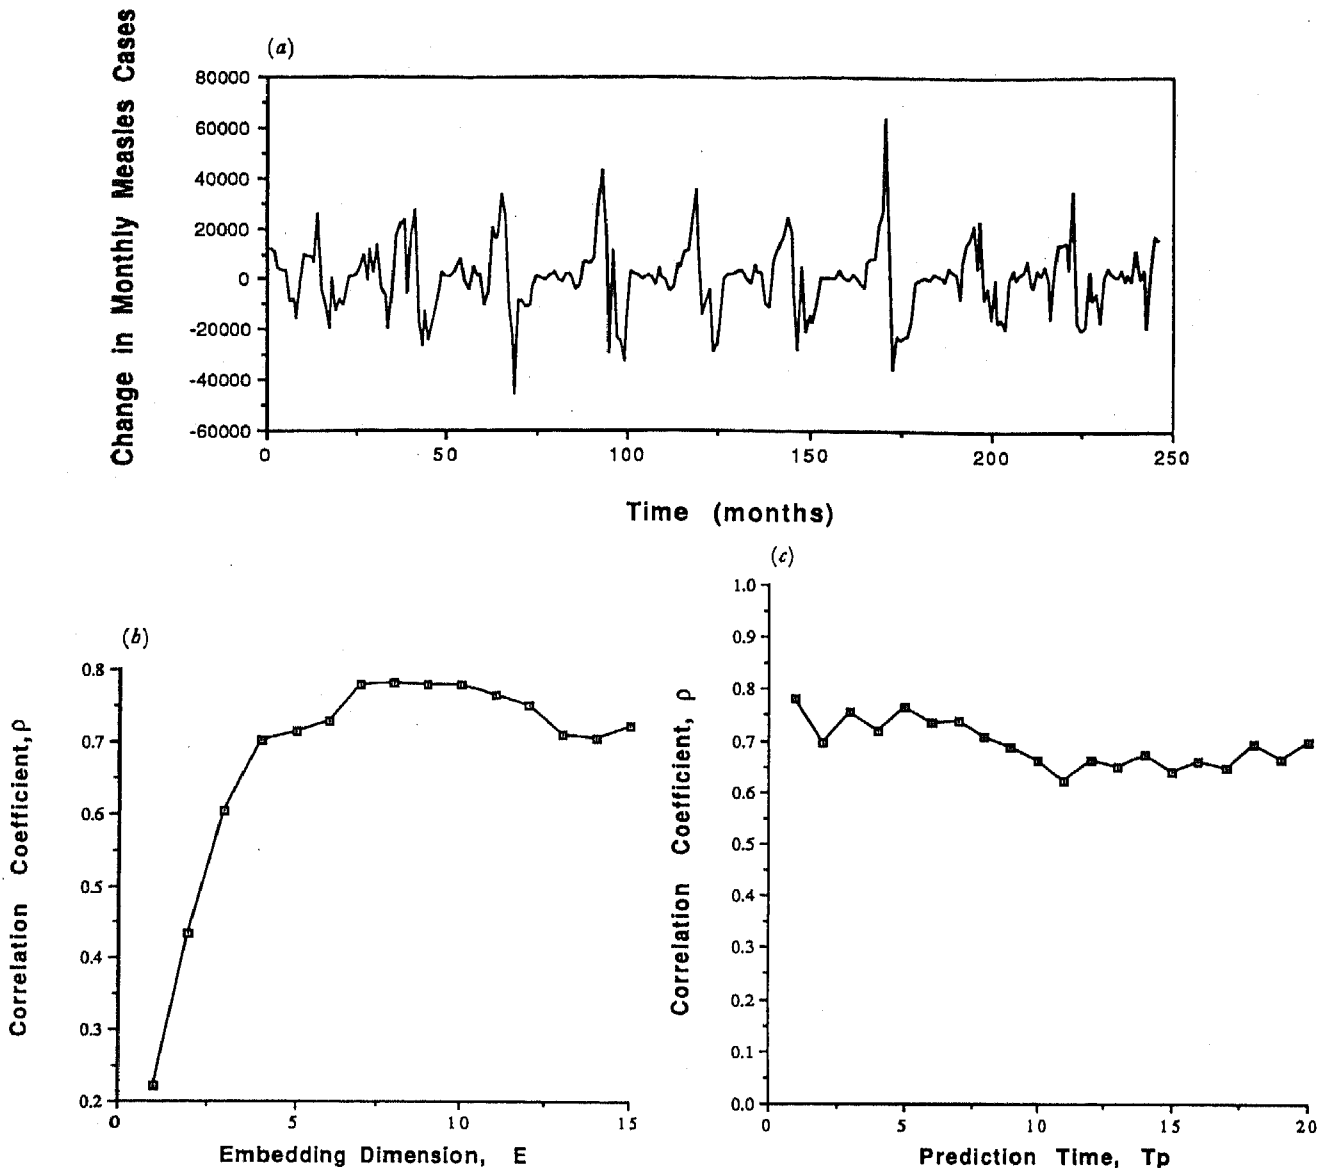 (a)
Change in Monthly Measles Cases
80000
60000
40000
20000
0
-20000
-40000
-60000
0 50 100 150 200 250
Time (months)
(b)
Correlation Coefficient, ρ
0.8
0.7
0.6
0.5
0.4
0.3
0.2
0 5 10 15
Embedding Dimension, E
(c)
Correlation Coefficient, ρ
1.0
0.9
0.8
0.7
0.6
0.5
0.4
0.3
0.2
0.1
0.0
0 5 10 15 20
Prediction Time, Tp